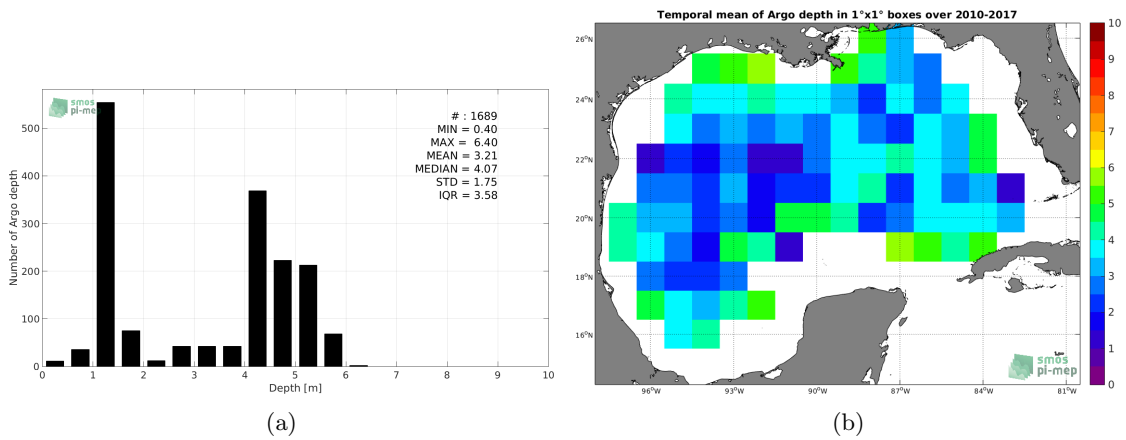 smos
pi-mep
# : 1689
MIN = 0.40
MAX = 6.40
MEAN = 3.21
MEDIAN = 4.07
STD = 1.75
IQR = 3.58
500
400
300
200
100
0
Number of Argo depth
0 1 2 3 4 5 6 7 8 9 10
Depth [m]
(a)
Temporal mean of Argo depth in 1°x1° boxes over 2010-2017
26°N
24°N
22°N
20°N
18°N
16°N
96°W 93°W 90°W 87°W 84°W 81°W
smos
pi-mep
10
9
8
7
6
5
4
3
2
1
0
(b)